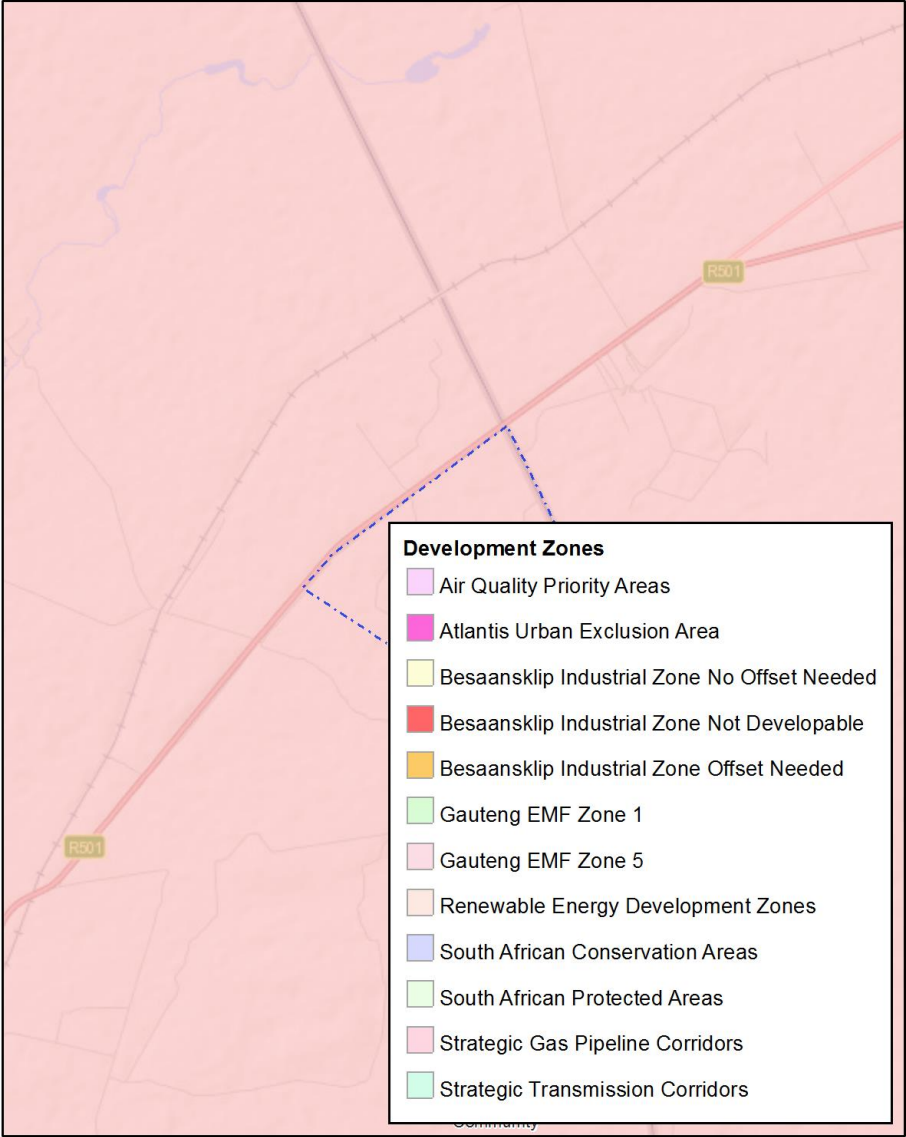 R501
R501
Development Zones
Air Quality Priority Areas
Atlantis Urban Exclusion Area
Besaansklip Industrial Zone No Offset Needed
Besaansklip Industrial Zone Not Developable
Besaansklip Industrial Zone Offset Needed
Gauteng EMF Zone 1
Gauteng EMF Zone 5
Renewable Energy Development Zones
South African Conservation Areas
South African Protected Areas
Strategic Gas Pipeline Corridors
Strategic Transmission Corridors